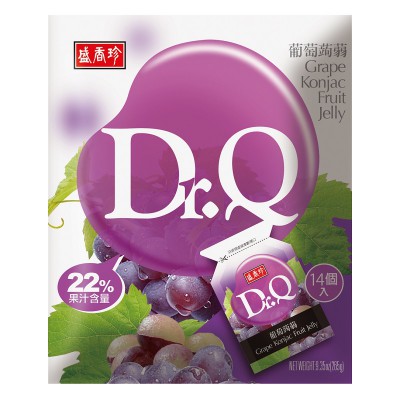 盛香珍
葡萄蒟蒻
Grape
Konjac
Fruit
Jelly
Dr.Q
22%
果汁含量
盛香珍
Dr.Q
葡萄蒟蒻
Grape Konjac Fruit Jelly
14個
入
NET WEIGHT 9.35oz(265g)